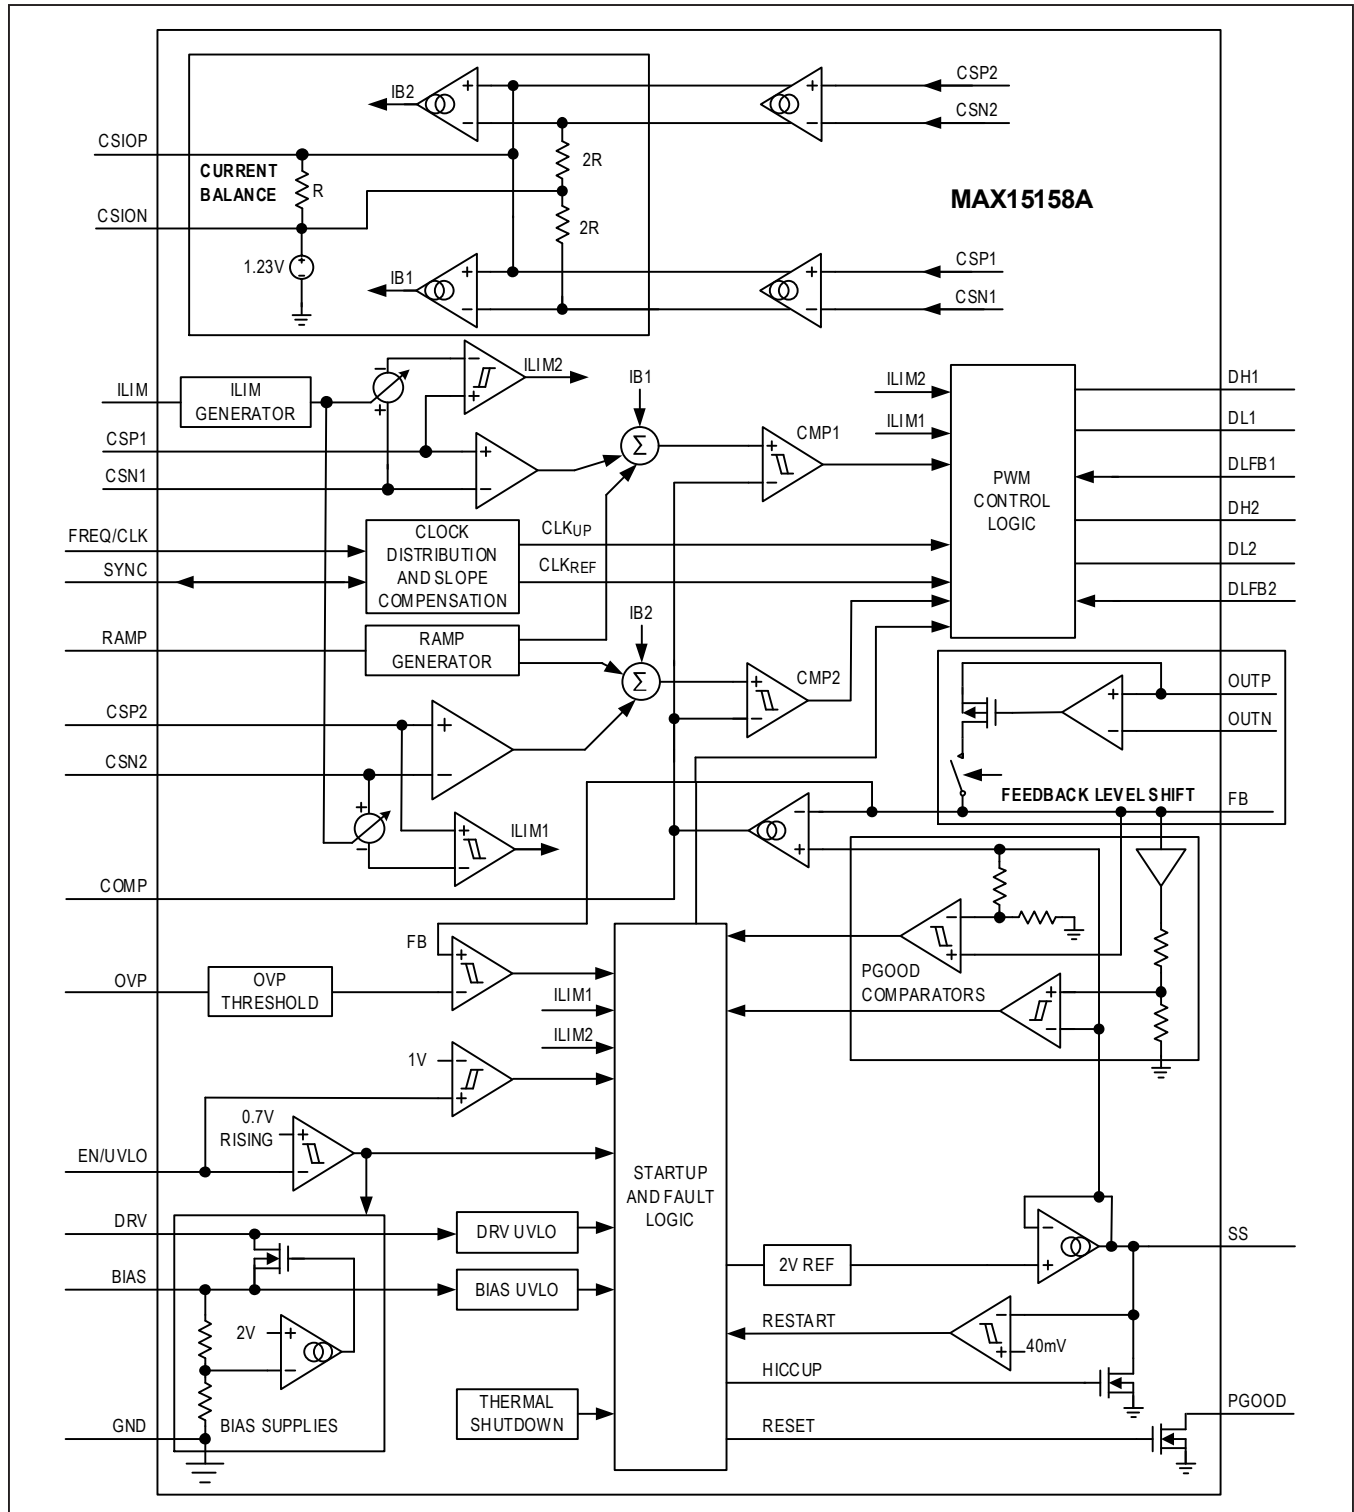 CSP2
IB2
CSN2
CSIOP
2R
CURRENT
BALANCE
R
MAX15158A
CSION
2R
1.23V
CSP1
IB1
CSN1
ILIM2
ILIM
ILIM
GENERATOR
IB1
ILIM2
DH1
ILIM1
DL1
CSP1
Σ
CMP1
DLFB1
CSN1
PWM
CONTROL
LOGIC
DH2
FREQ/CLK
CLOCK
DISTRIBUTION
AND SLOPE
COMPENSATION
CLKUP
SYNC
CLKREF
DL2
DLFB2
IB2
RAMP
RAMP
GENERATOR
Σ
CMP2
OUTP
OUTN
CSP2
CSN2
FEEDBACK LEVEL SHIFT
FB
ILIM1
COMP
FB
PGOOD
COMPARATORS
OVP
OVP
THRESHOLD
ILIM1
ILIM2
1V
0.7V
RISING
EN/UVLO
STARTUP
AND FAULT
LOGIC
DRV
DRV UVLO
SS
2V REF
BIAS
BIAS UVLO
2V
RESTART
40mV
HICCUP
THERMAL
SHUTDOWN
PGOOD
GND
BIAS SUPPLIES
RESET